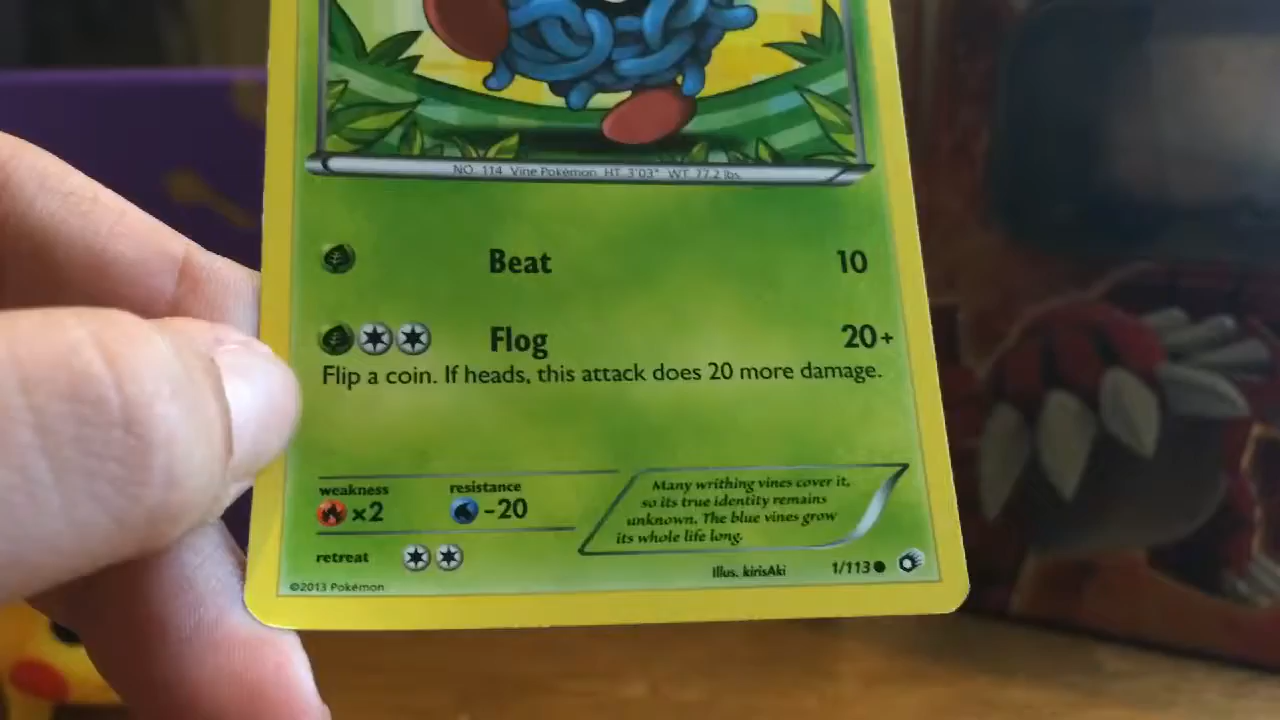 NO. 114 Vine Pokémon HT 3'03" WT 77.2 lbs.
Beat 10
Flog 20+
Flip a coin. If heads, this attack does 20 more damage.
weakness resistance
×2 -20
retreat
Many writhing vines cover it,
so its true identity remains
unknown. The blue vines grow
its whole life long.
Illus. kirisAki 1/113
©2013 Pokémon